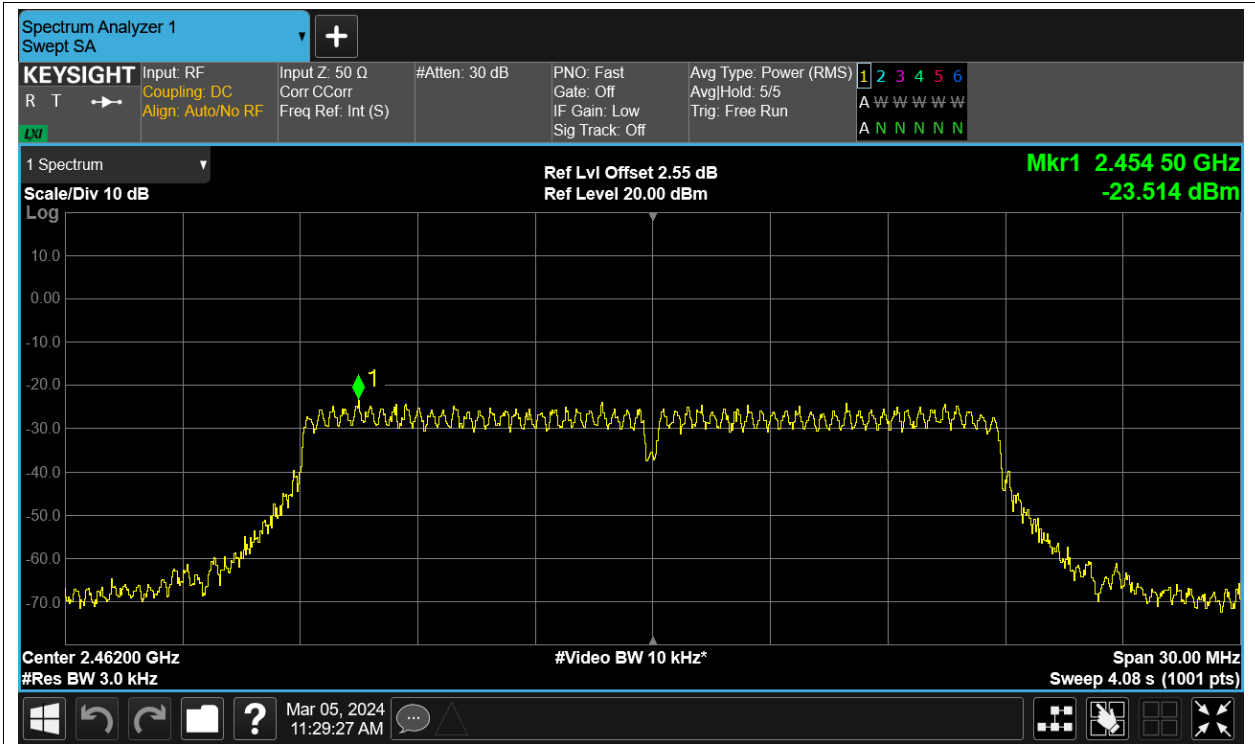 Spectrum Analyzer 1
Swept SA
KEYSIGHT
R T
LXI
Input: RF
Coupling: DC
Align: Auto/No RF
Input Z: 50 Ω
Corr CCorr
Freq Ref: Int (S)
#Atten: 30 dB
PNO: Fast
Gate: Off
IF Gain: Low
Sig Track: Off
Avg Type: Power (RMS)
Avg|Hold: 5/5
Trig: Free Run
1 2 3 4 5 6
A W W W W W
A N N N N N
1 Spectrum
Scale/Div 10 dB
Log
Ref Lvl Offset 2.55 dB
Ref Level 20.00 dBm
Mkr1 2.454 50 GHz
-23.514 dBm
10.0
0.00
-10.0
-20.0
-30.0
-40.0
-50.0
-60.0
-70.0
1
Center 2.46200 GHz
#Res BW 3.0 kHz
#Video BW 10 kHz*
Span 30.00 MHz
Sweep 4.08 s (1001 pts)
?
Mar 05, 2024
11:29:27 AM